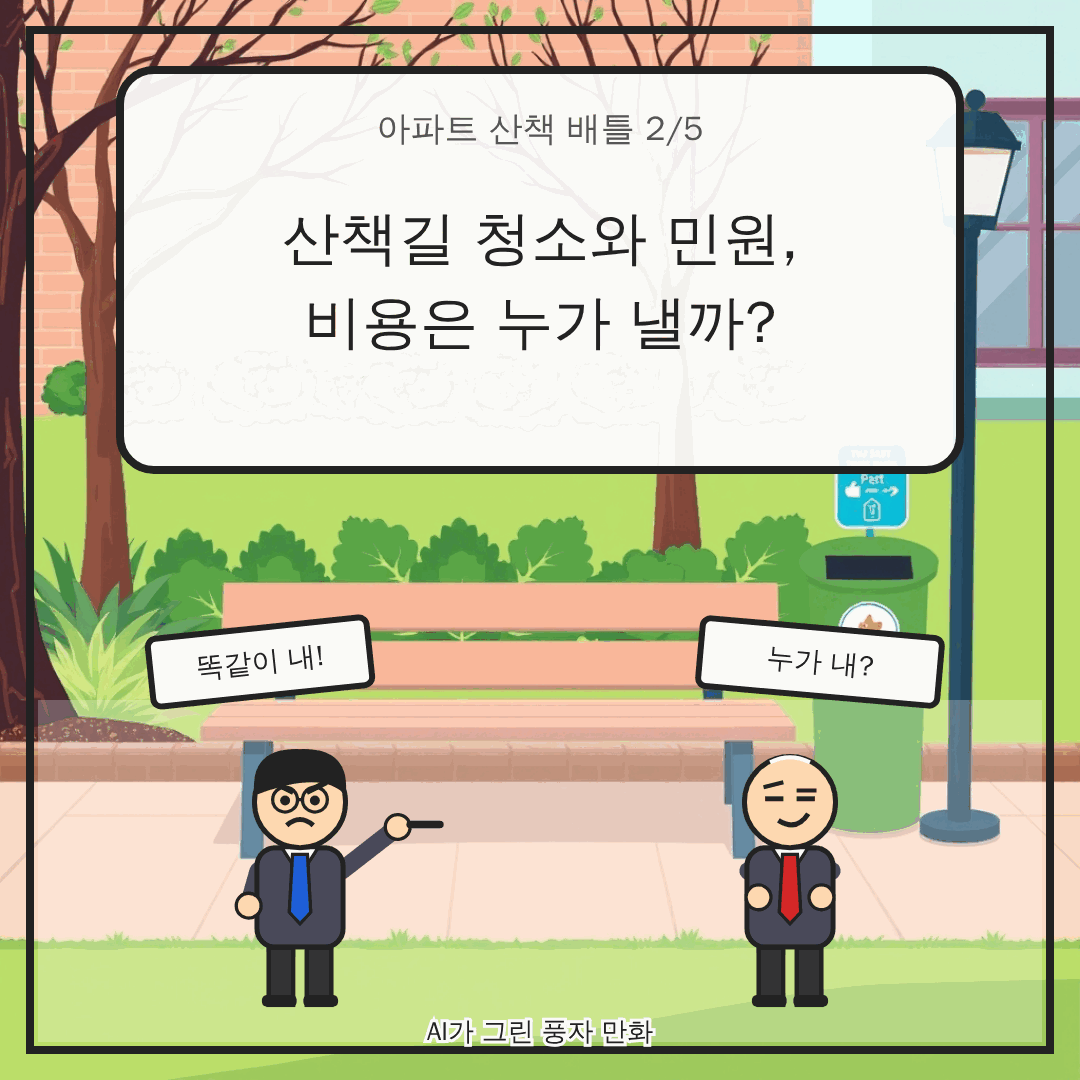 아파트 산책 배틀 2/5
산책길 청소와 민원,
비용은 누가 낼까?
똑같이 내!
누가 내?
AI가 그린 풍자 만화